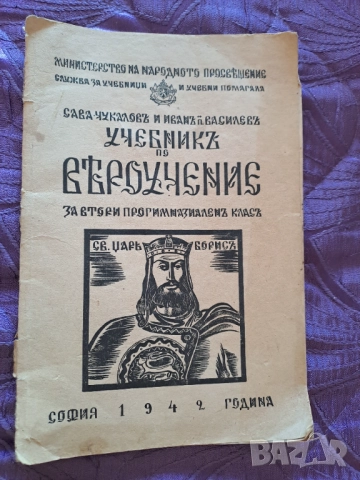 МИНИСТЕРСТВО НА НАРОДНОТО ПРОСВѢЩЕНИЕ
СЛУЖБА ЗА УЧЕБНИЦИ И УЧЕБНИ ПОМАГАЛА
САВА ЧУКАЛОВЪ И ИВАНЪ П. ВАСИЛЕВЪ
УЧЕБНИКЪ
ПО
ВѢРОУЧЕНИЕ
ЗА ВТОРИ ПРОГИМНАЗИАЛЕНЪ КЛАСЪ
СВ. ЦАРЬ БОРИСЪ
СОФИЯ 1942 ГОДИНА
BAZAR